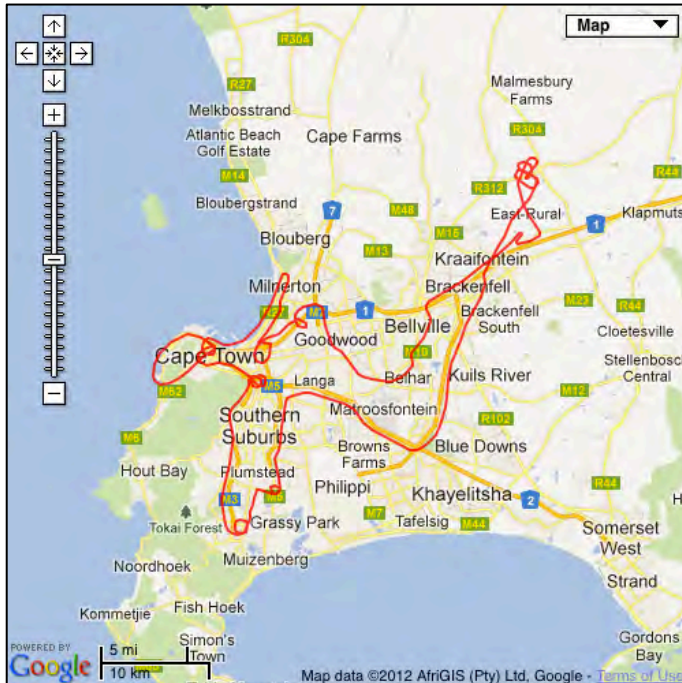 Map
R304
Malmesbury
Farms
R27
Melkbosstrand
Atlantic Beach
Golf Estate
Cape Farms
R304
M14
R312
R44
Bloubergstrand
7
M48
East-Rural
Klapmuts
Blouberg
M15
1
M13
Kraaifontein
Milnerton
Brackenfell
R27
M7
1
M23
R44
Goodwood
Bellville
Brackenfell
South
Cloetesville
Cape Town
M10
Stellenbosch
Central
Langa
Belhar
Kuils River
M62
M5
M12
Southern
Suburbs
Matroosfontein
R102
M6
Browns
Farms
Blue Downs
Hout Bay
Plumstead
Philippi
Khayelitsha
R44
H
M3
M5
2
Tokai Forest
Grassy Park
M7
Tafelsig
M44
Somerset
West
Muizenberg
Noordhoek
Strand
Kommetjie
Fish Hoek
Simon's
Town
Gordons
Bay
POWERED BY
Google
5 mi
10 km
Map data ©2012 AfriGIS (Pty) Ltd, Google - Terms of Use